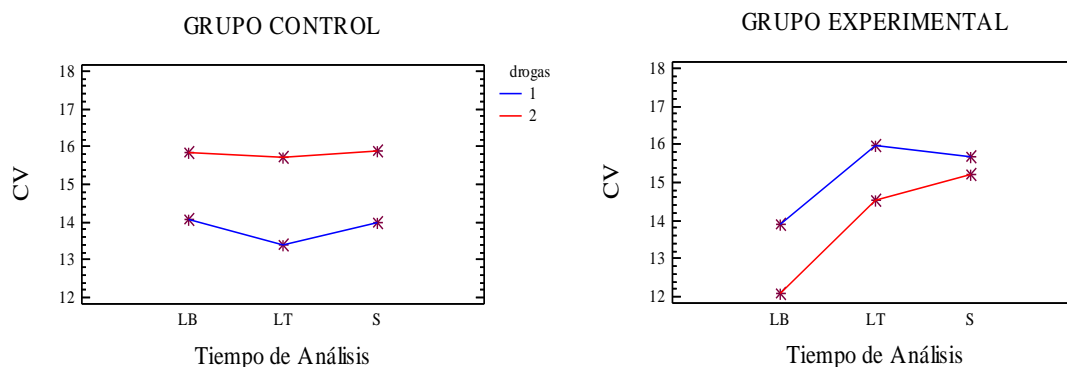 GRUPO CONTROL
CV
18
17
16
15
14
13
12
LB LT S
Tiempo de Análisis
drogas
1
2
GRUPO EXPERIMENTAL
CV
18
17
16
15
14
13
12
LB LT S
Tiempo de Análisis